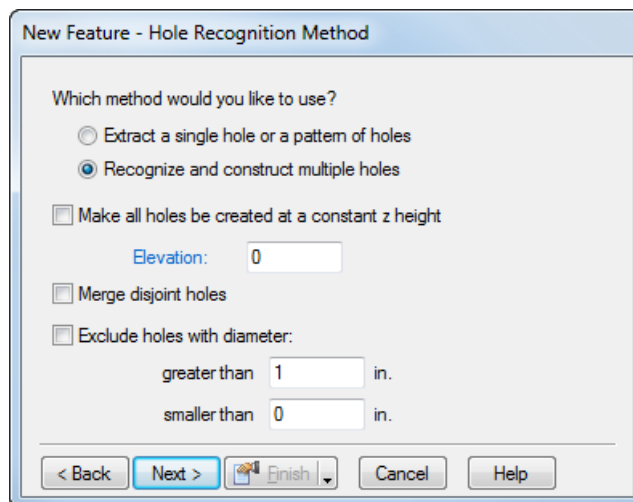 New Feature - Hole Recognition Method
Which method would you like to use?
Extract a single hole or a pattern of holes
Recognize and construct multiple holes
Make all holes be created at a constant z height
Elevation: 0
Merge disjoint holes
Exclude holes with diameter:
greater than 1 in.
smaller than 0 in.
< Back Next > Finish Cancel Help